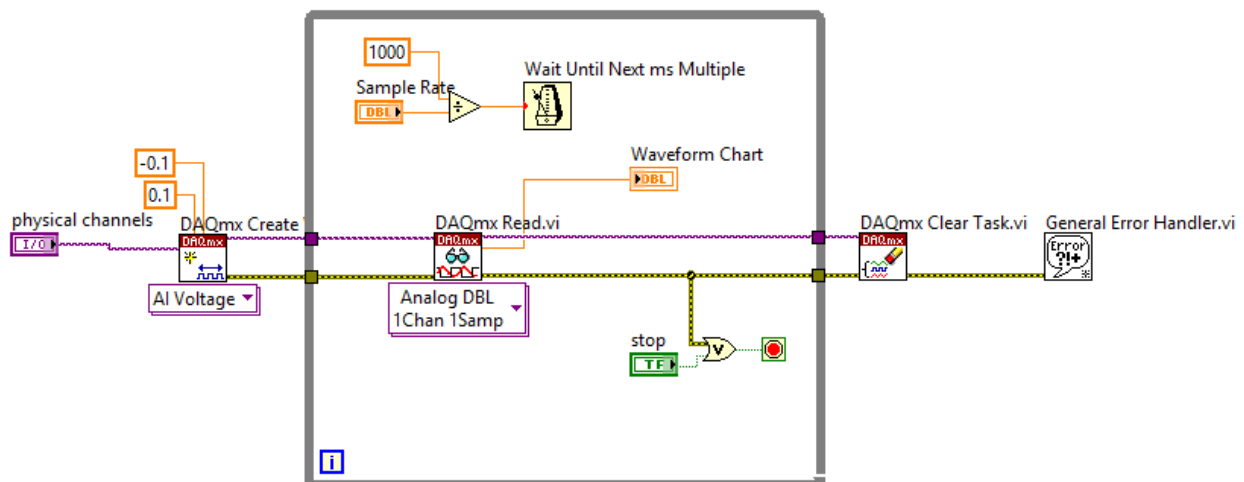 1000
Wait Until Next ms Multiple
Sample Rate
DBL
÷
Waveform Chart
DBL
-0.1
0.1
physical channels
I/O
DAQmx Create
DAQmx
AI Voltage
DAQmx Read.vi
DAQmx
Analog DBL
1Chan 1Samp
DAQmx Clear Task.vi
DAQmx
General Error Handler.vi
Error
?!+
stop
TF
V
i